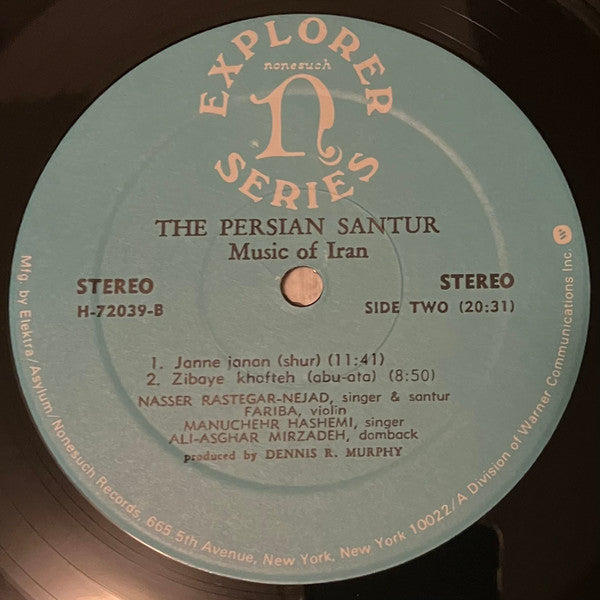 EXPLORER
nonesuch
n
SERIES
THE PERSIAN SANTUR
Music of Iran
STEREO
H-72039-B
STEREO
SIDE TWO (20:31)
1. Janne janan (shur) (11:41)
2. Zibaye khofteh (abu-ata) (8:50)
NASSER RASTEGAR-NEJAD, singer & santur
FARIBA, violin
MANUCHEHR HASHEMI, singer
ALI-ASGHAR MIRZADEH, domback
produced by DENNIS R. MURPHY
Mfg. by Elektra/Asylum/Nonesuch Records, 665 5th Avenue, New York, New York 10022/A Division of Warner Communications Inc.